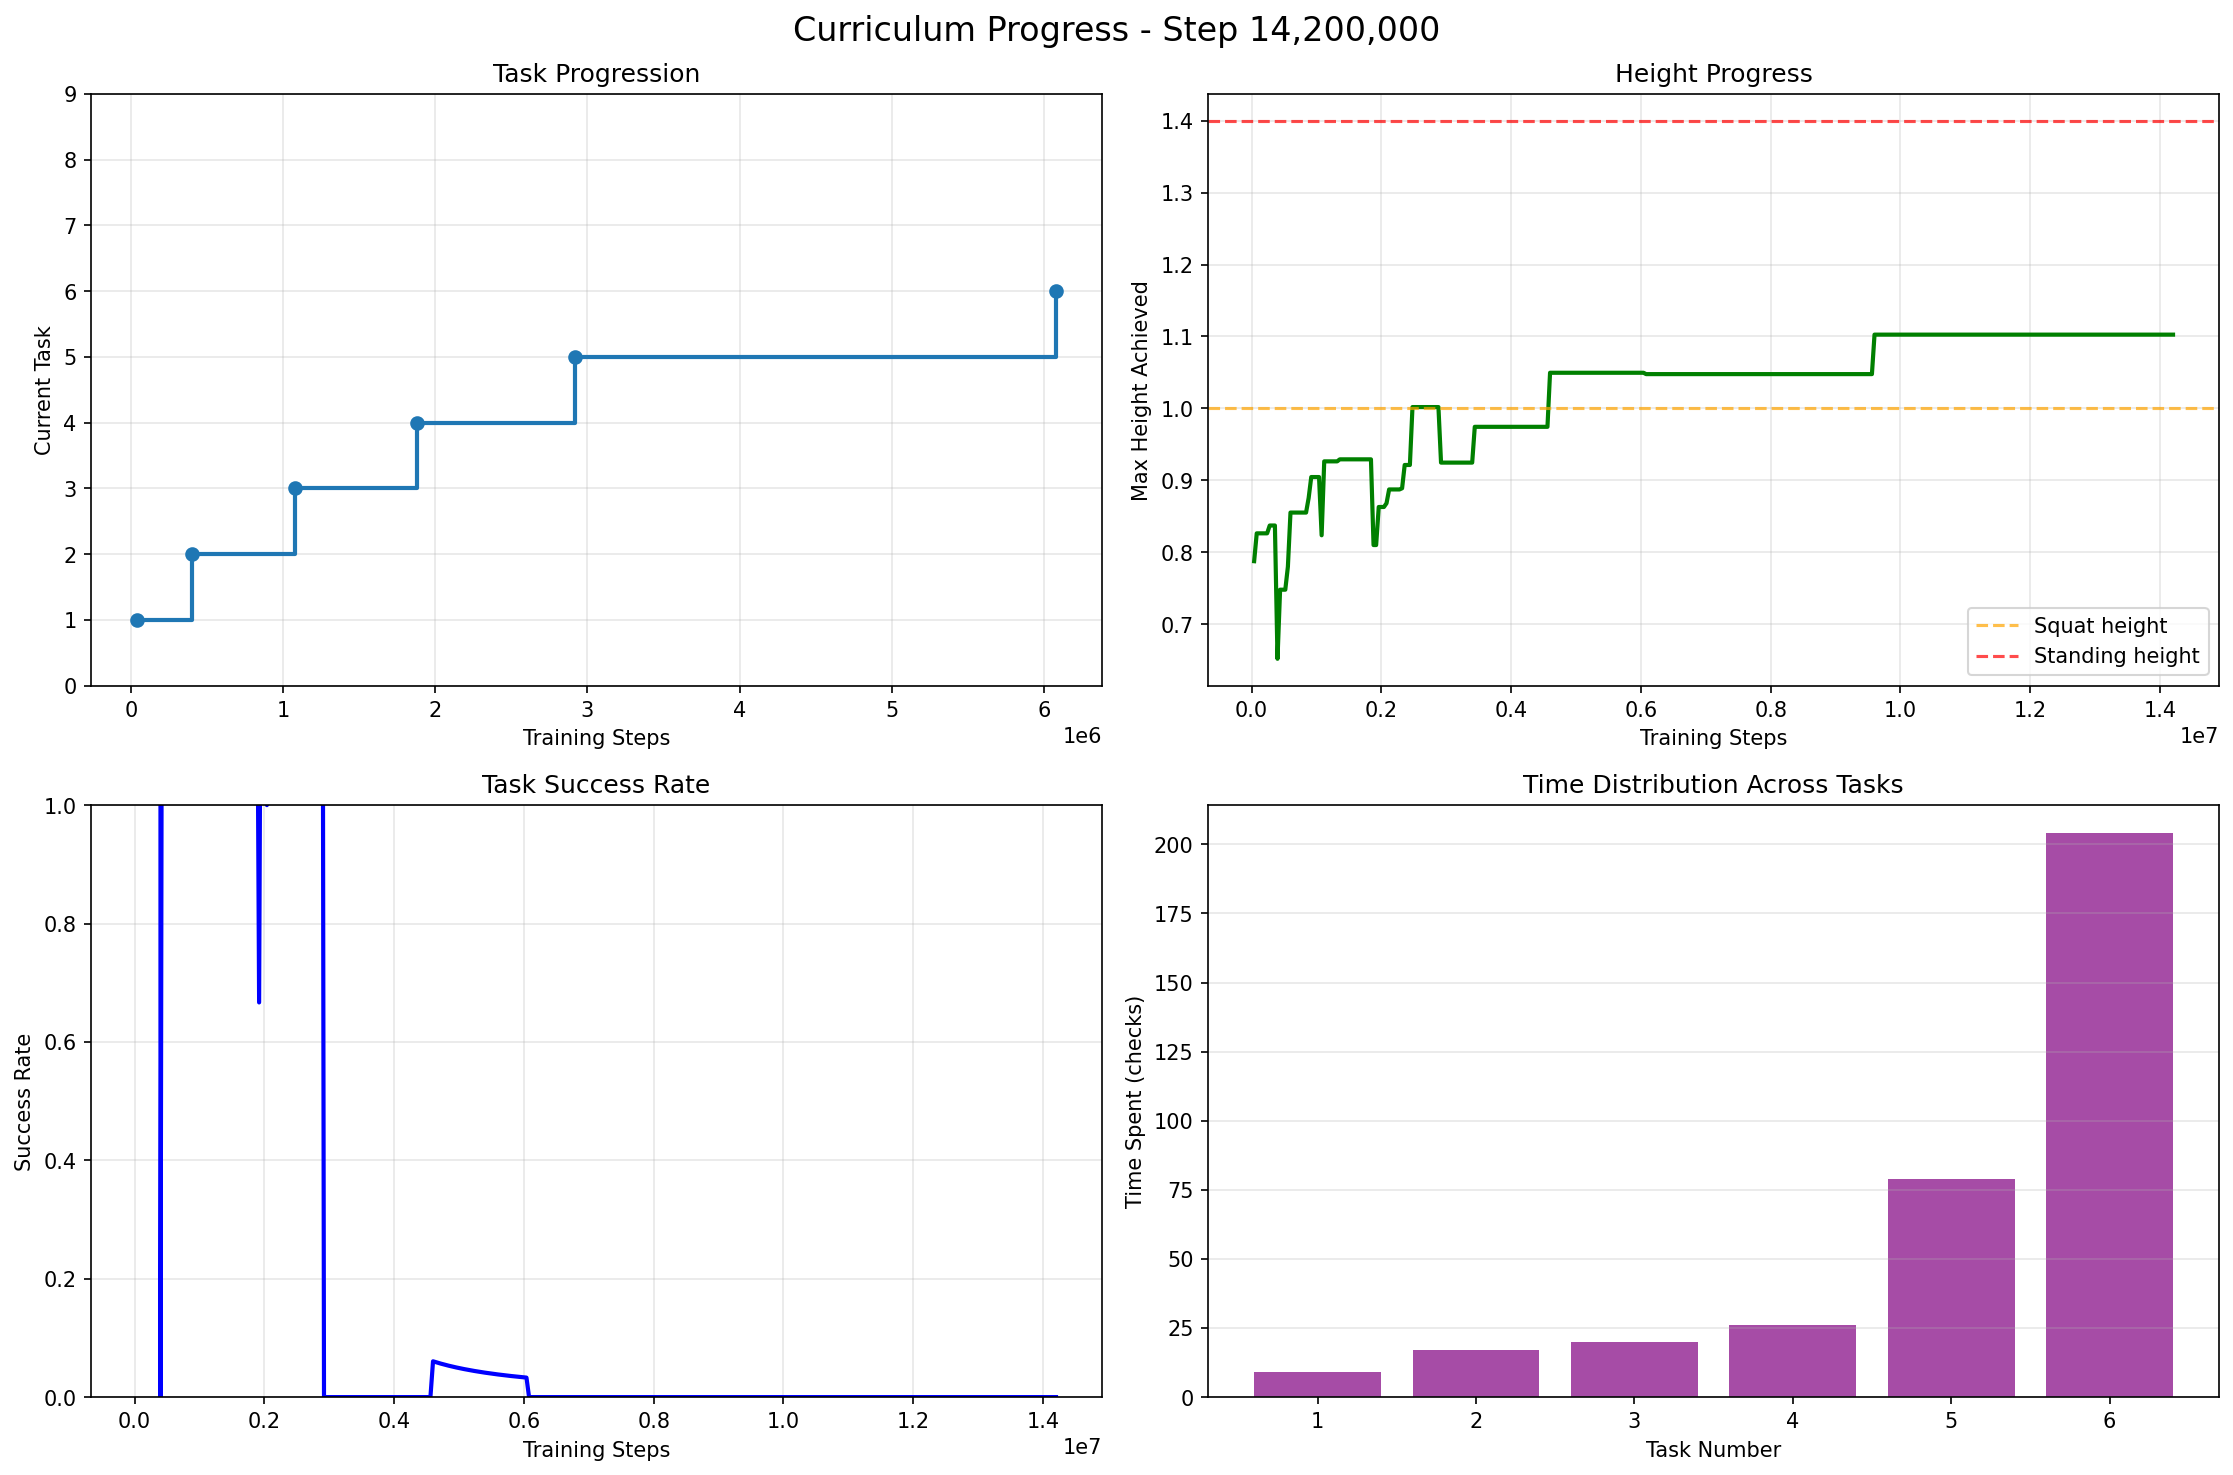 Curriculum Progress - Step 14,200,000
Task Progression
9
8
7
6
5
4
3
2
1
0
Current Task
0 1 2 3 4 5 6
1e6
Training Steps
Height Progress
1.4
1.3
1.2
1.1
1.0
0.9
0.8
0.7
Max Height Achieved
Squat height
Standing height
0.0 0.2 0.4 0.6 0.8 1.0 1.2 1.4
1e7
Training Steps
Task Success Rate
1.0
0.8
0.6
0.4
0.2
0.0
Success Rate
0.0 0.2 0.4 0.6 0.8 1.0 1.2 1.4
1e7
Training Steps
Time Distribution Across Tasks
200
175
150
125
100
75
50
25
0
Time Spent (checks)
1 2 3 4 5 6
Task Number